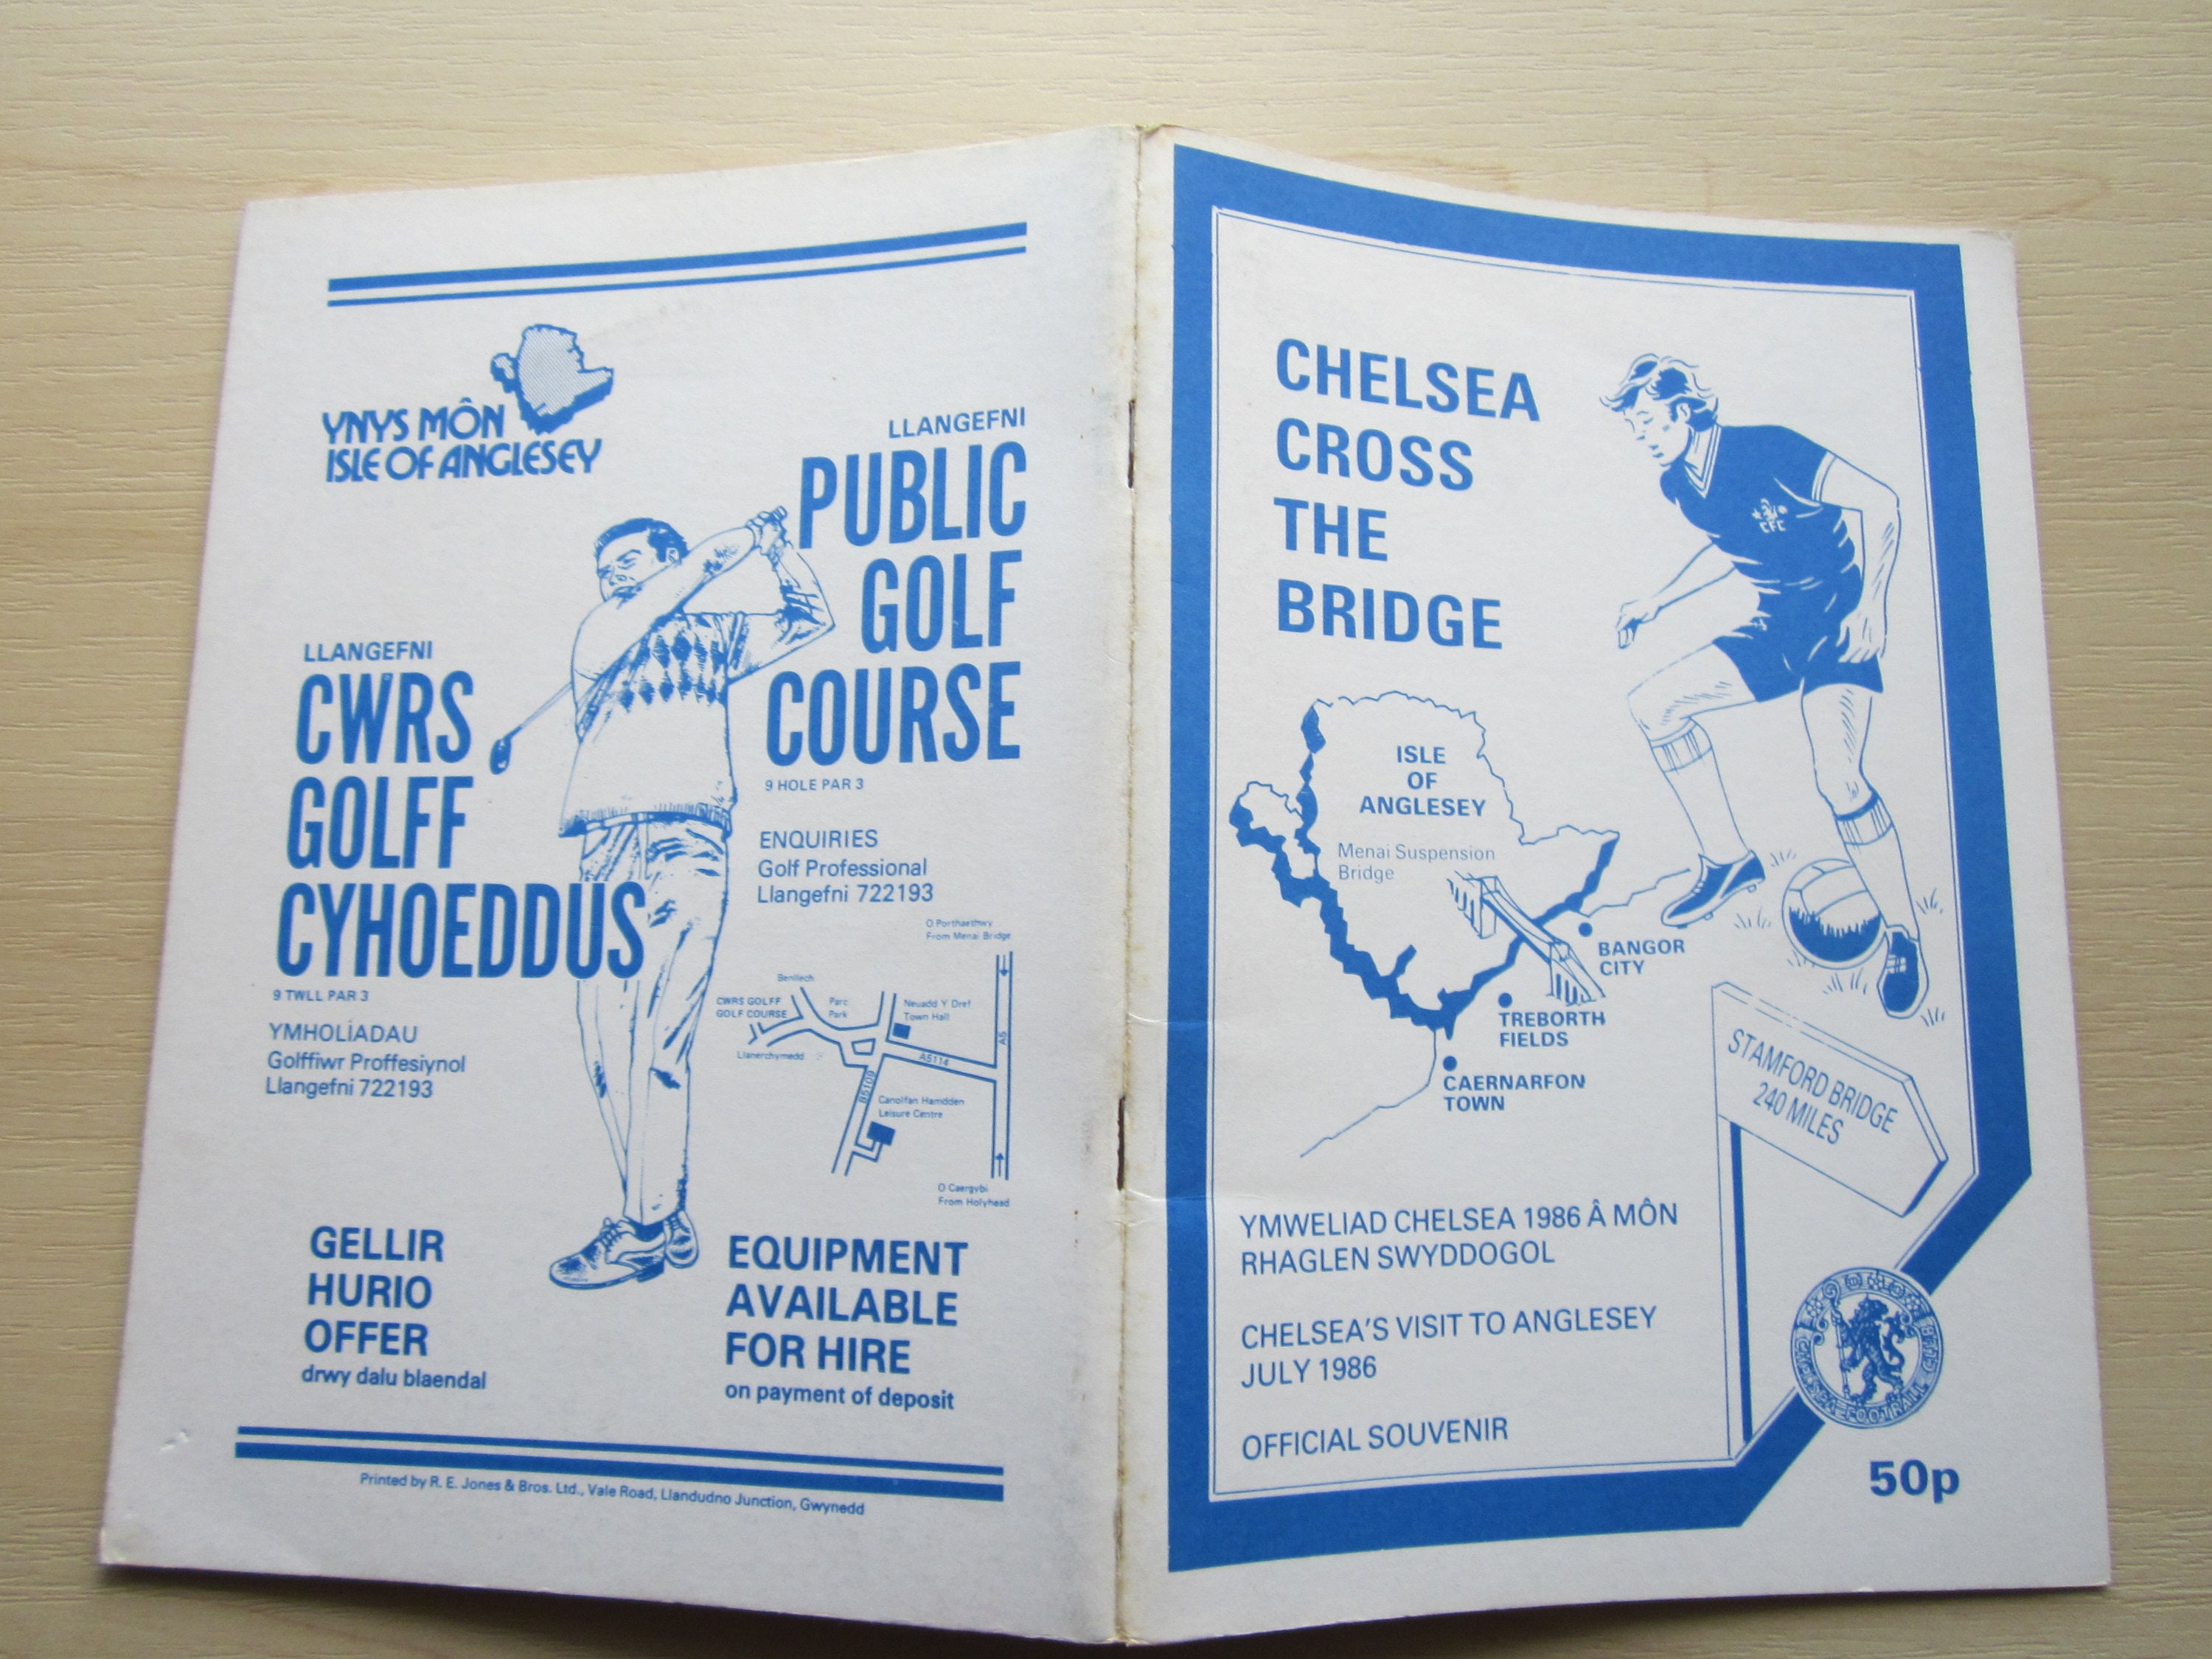 YNYS MÔN
ISLE OF ANGLESEY
LLANGEFNI
PUBLIC
GOLF
COURSE
9 HOLE PAR 3
ENQUIRIES
Golf Professional
Llangefni 722193
LLANGEFNI
CWRS
GOLFF
CYHOEDDUS
9 TWLL PAR 3
YMHOLIADAU
Golffiwr Proffesiynol
Llangefni 722193
O Porthaethwy
From Menai Bridge
Benllech
CWRS GOLFF
GOLF COURSE
Parc
Park
Neuadd Y Dref
Town Hall
Llanerchymedd
A5114
A5
B5109
Canolfan Hamdden
Leisure Centre
O Caergybi
From Holyhead
GELLIR
HURIO
OFFER
drwy dalu blaendal
EQUIPMENT
AVAILABLE
FOR HIRE
on payment of deposit
Printed by R. E. Jones & Bros. Ltd., Vale Road, Llandudno Junction, Gwynedd
CHELSEA
CROSS
THE
BRIDGE
CFC
ISLE
OF
ANGLESEY
Menai Suspension
Bridge
BANGOR
CITY
TREBORTH
FIELDS
CAERNARFON
TOWN
STAMFORD BRIDGE
240 MILES
YMWELIAD CHELSEA 1986 Â MÔN
RHAGLEN SWYDDOGOL
CHELSEA'S VISIT TO ANGLESEY
JULY 1986
OFFICIAL SOUVENIR
CHELSEA FOOTBALL CLUB
50p